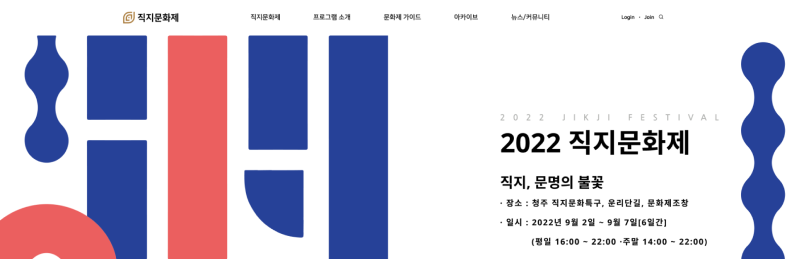 직지문화제
직지문화제 프로그램 소개 문화제 가이드 아카이브 뉴스/커뮤니티
Login · Join
2022 JIKJI FESTIVAL
2022 직지문화제
직지, 문명의 불꽃
· 장소 : 청주 직지문화특구, 운리단길, 문화제조창
· 일시 : 2022년 9월 2일 ~ 9월 7일[6일간]
(평일 16:00 ~ 22:00 ·주말 14:00 ~ 22:00)